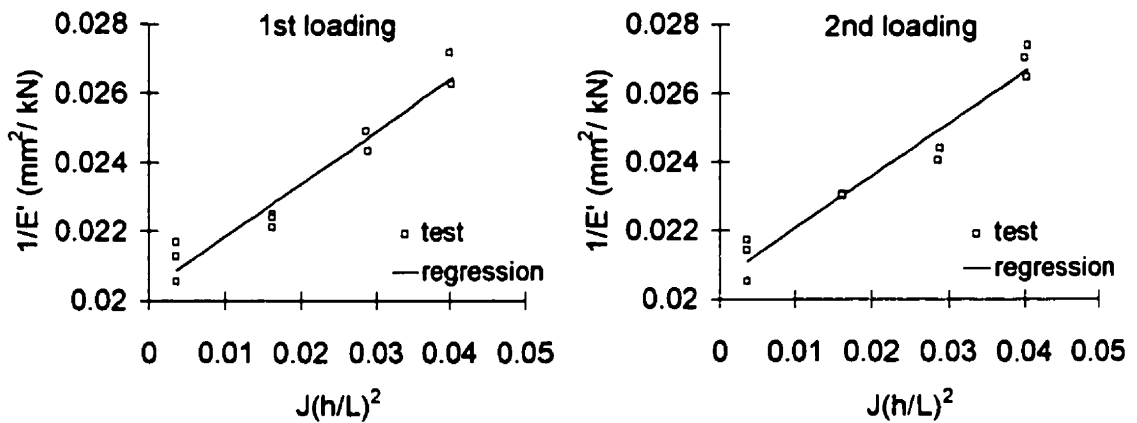 1st loading
1/E' (mm²/ kN)
0.028
0.026
0.024
0.022
0.02
test
regression
0 0.01 0.02 0.03 0.04 0.05
J(h/L)²
2nd loading
1/E' (mm²/ kN)
0.028
0.026
0.024
0.022
0.02
test
regression
0 0.01 0.02 0.03 0.04 0.05
J(h/L)²